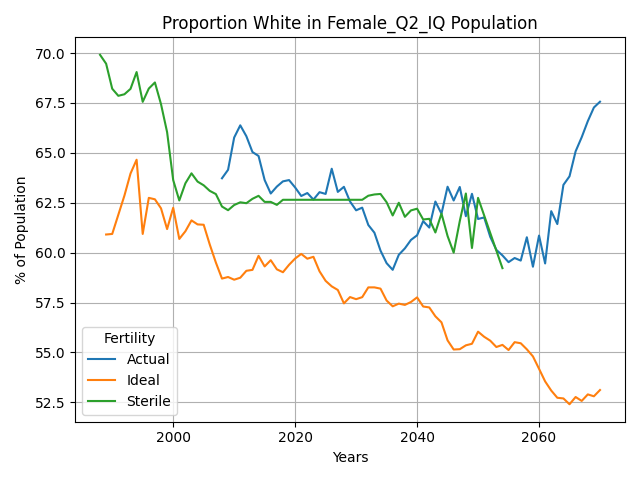 Proportion White in Female_Q2_IQ Population
% of Population
70.0
67.5
65.0
62.5
60.0
57.5
55.0
52.5
Fertility
Actual
Ideal
Sterile
2000
2020
2040
2060
Years